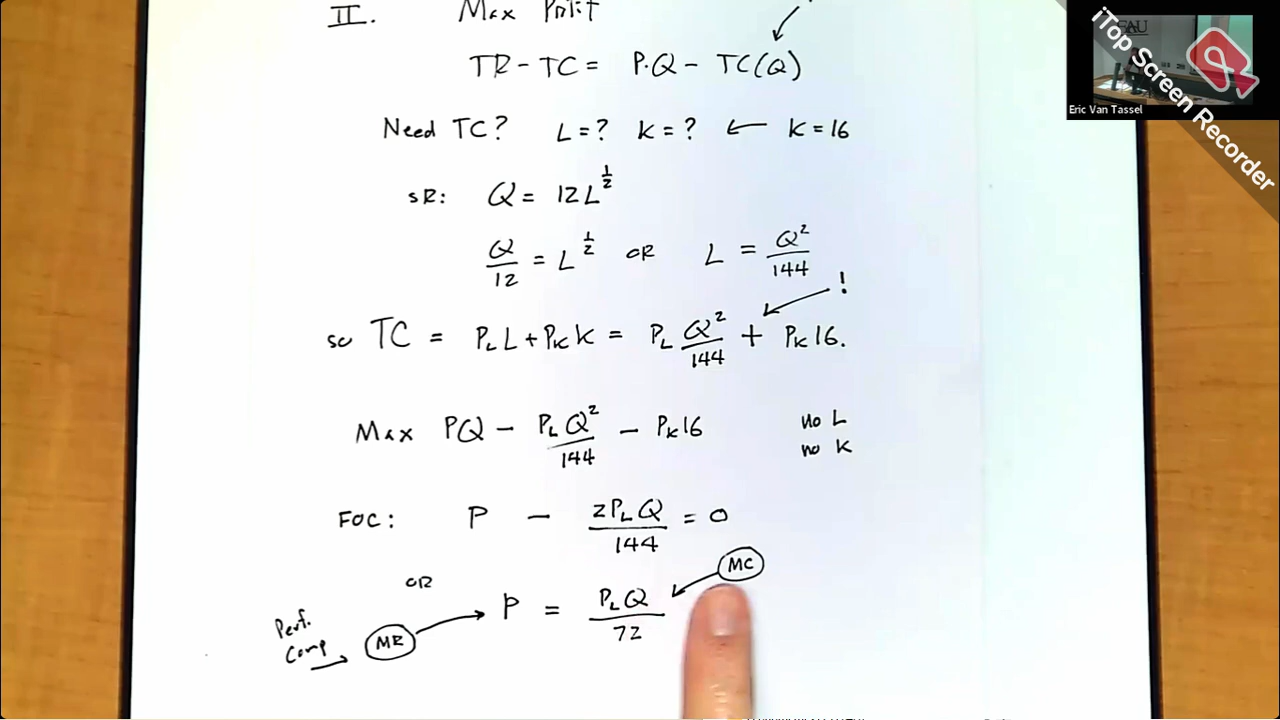 II. Max Profit
TR - TC = P·Q - TC(Q)
Need TC? L = ? K = ? ← K = 16
SR: Q = 12L^{1/2}
Q/12 = L^{1/2} OR L = Q²/144
!
so TC = P_L L + P_K K = P_L Q²/144 + P_K 16.
Max PQ - P_L Q²/144 - P_K 16 no L
no K
FOC: P - 2P_L Q/144 = 0
MC
OR
P = P_L Q/72
Perf.
Comp → MR
iTop Screen Recorder
FAU
Eric Van Tassel